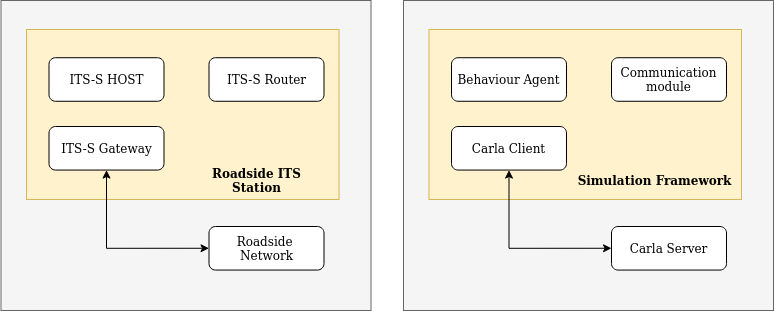 ITS-S HOST
ITS-S Router
ITS-S Gateway
Roadside ITS
Station
Roadside
Network
Behaviour Agent
Communication
module
Carla Client
Simulation Framework
Carla Server